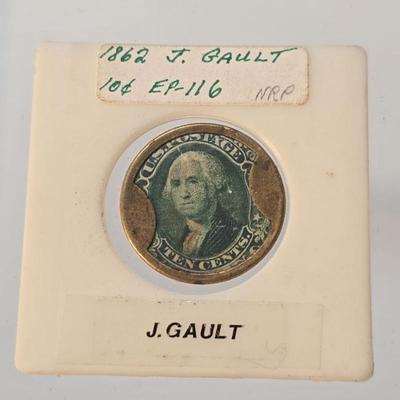 1862 J. GAULT
10¢ EP-116 NRP
U.S. POSTAGE
TEN CENTS.
J. GAULT